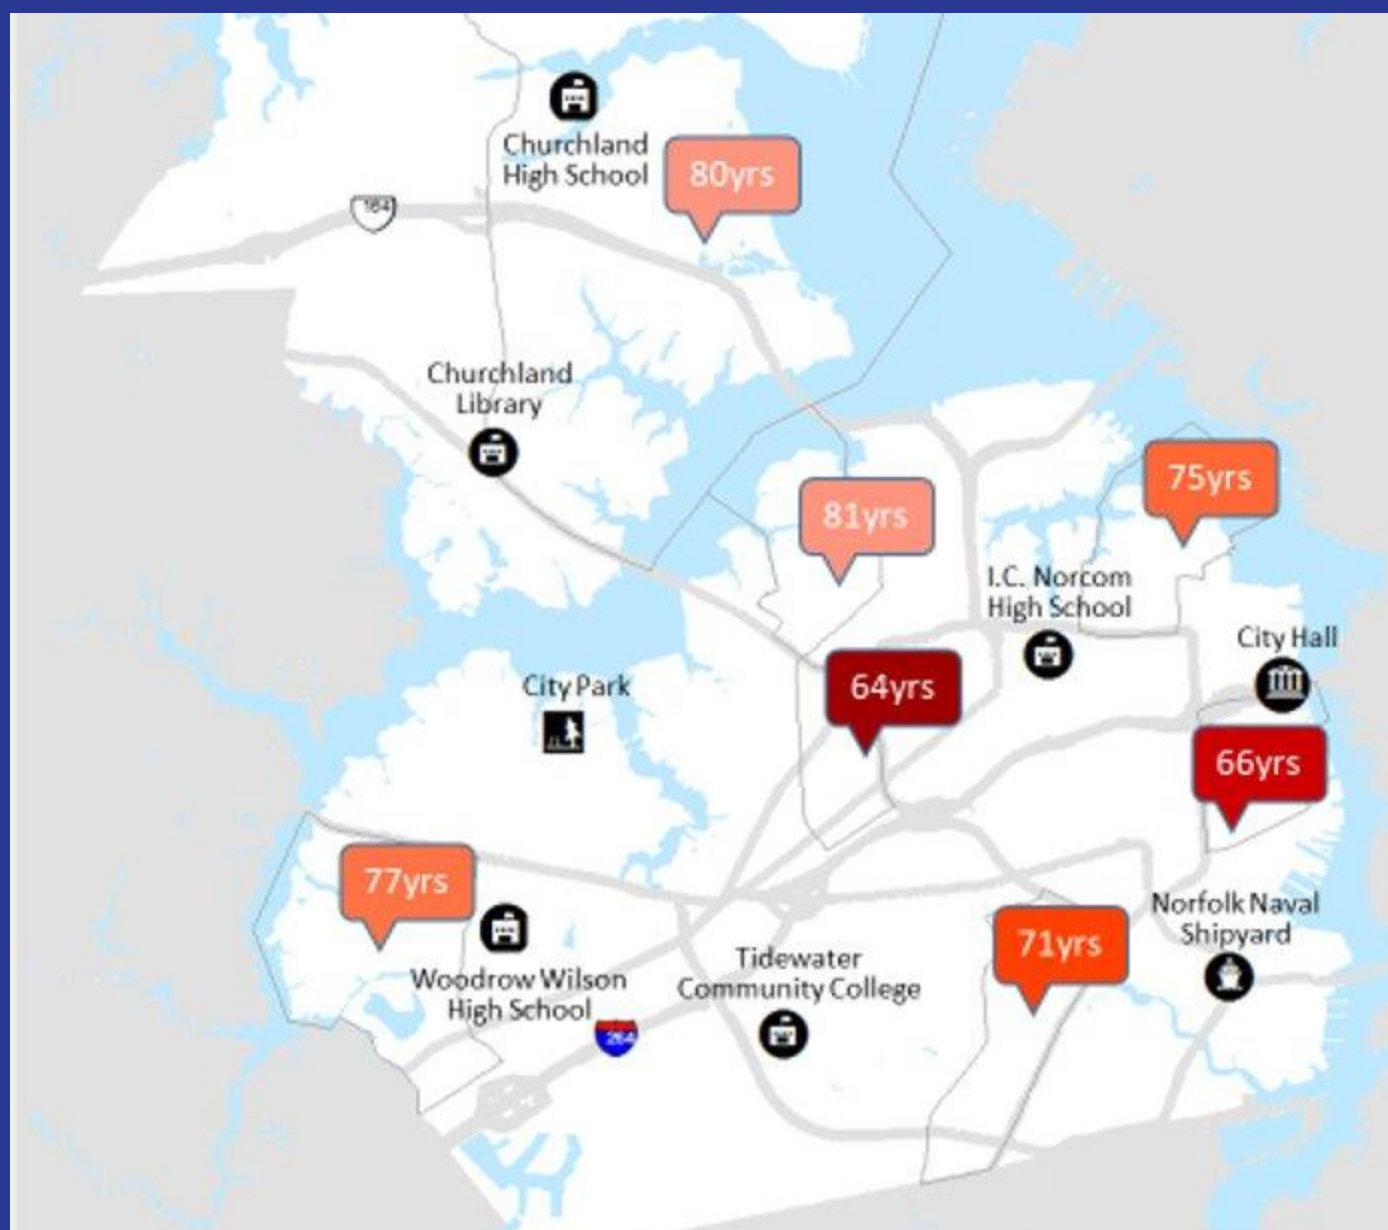 Churchland
High School
80yrs
164
Churchland
Library
75yrs
81yrs
I.C. Norcom
High School
City Hall
City Park
64yrs
66yrs
77yrs
Norfolk Naval
Shipyard
71yrs
Woodrow Wilson
High School
Tidewater
Community College
264